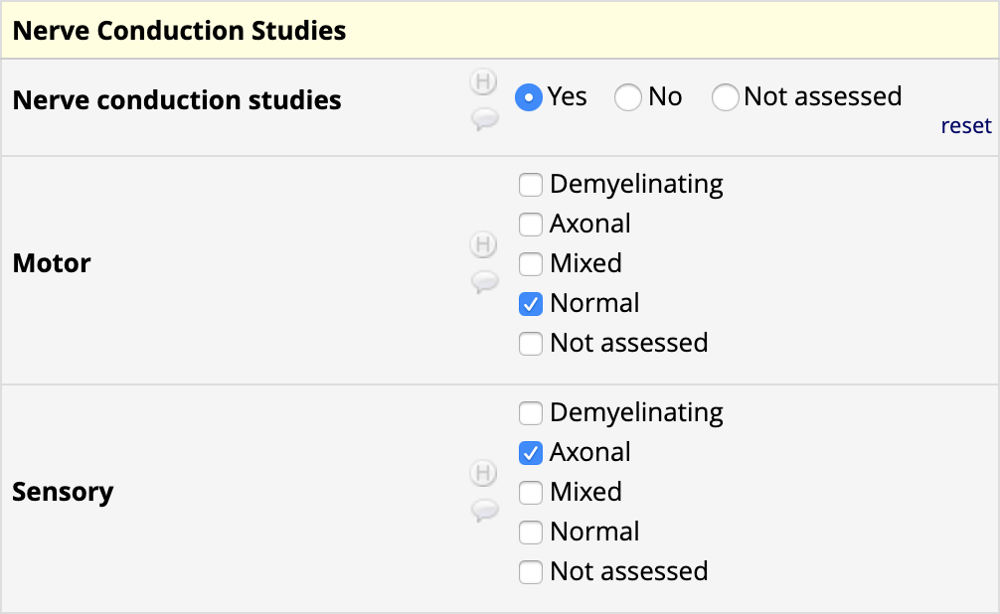 Nerve Conduction Studies
Nerve conduction studies
H
Yes No Not assessed
reset
Motor
H
Demyelinating
Axonal
Mixed
Normal
Not assessed
Sensory
H
Demyelinating
Axonal
Mixed
Normal
Not assessed